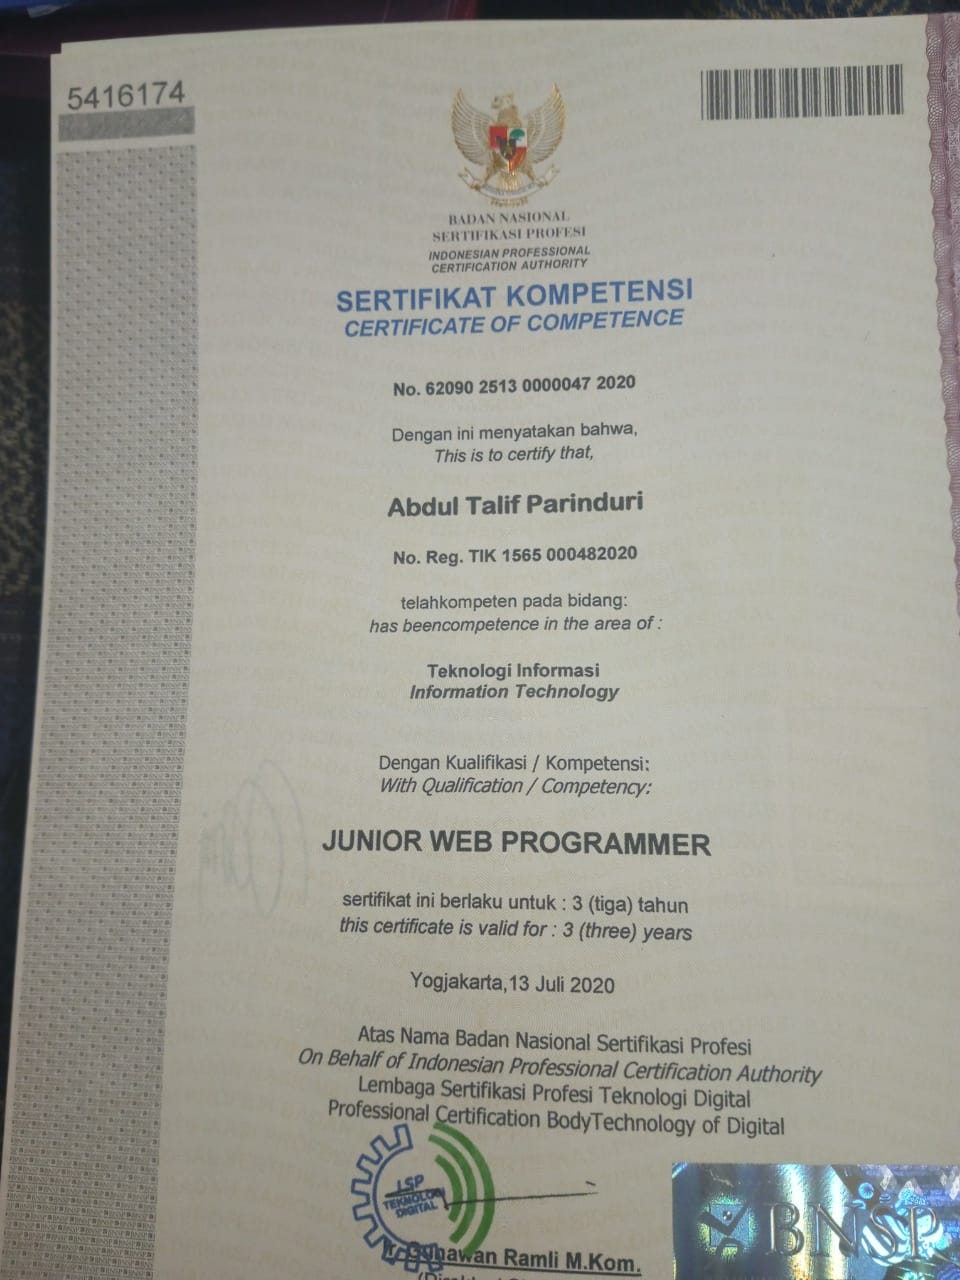 5416174
BADAN NASIONAL
SERTIFIKASI PROFESI
INDONESIAN PROFESSIONAL
CERTIFICATION AUTHORITY
SERTIFIKAT KOMPETENSI
CERTIFICATE OF COMPETENCE
No. 62090 2513 0000047 2020
Dengan ini menyatakan bahwa,
This is to certify that,
Abdul Talif Parinduri
No. Reg. TIK 1565 000482020
telahkompeten pada bidang:
has beencompetence in the area of :
Teknologi Informasi
Information Technology
Dengan Kualifikasi / Kompetensi:
With Qualification / Competency:
JUNIOR WEB PROGRAMMER
sertifikat ini berlaku untuk : 3 (tiga) tahun
this certificate is valid for : 3 (three) years
Yogjakarta,13 Juli 2020
Atas Nama Badan Nasional Sertifikasi Profesi
On Behalf of Indonesian Professional Certification Authority
Lembaga Sertifikasi Profesi Teknologi Digital
Professional Certification BodyTechnology of Digital
LSP
TEKNOLOGI
DIGITAL
BNSP
Gunawan Ramli M.Kom.